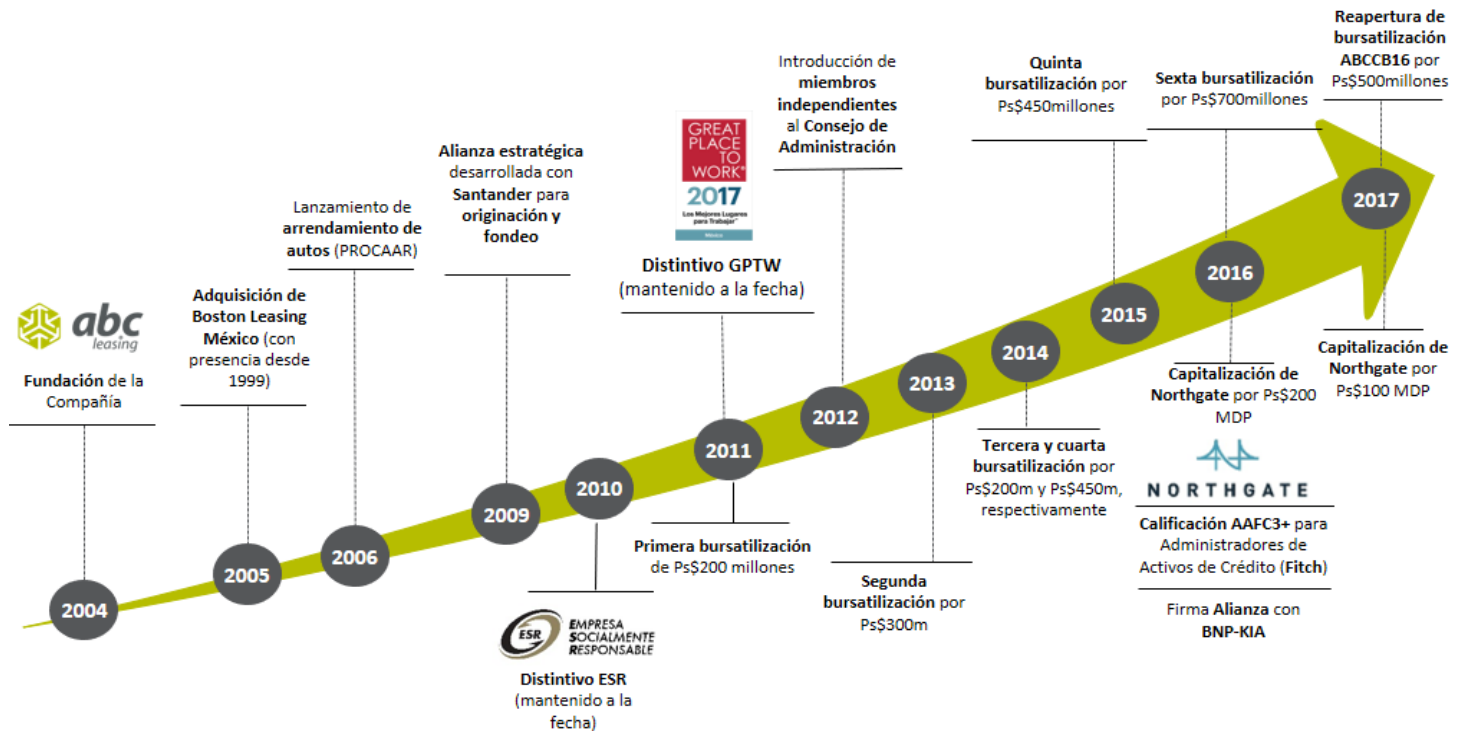 abc
leasing
Fundación de la
Compañía
2004
Adquisición de
Boston Leasing
México (con
presencia desde
1999)
2005
Lanzamiento de
arrendamiento de
autos (PROCAAR)
2006
Alianza estratégica
desarrollada con
Santander para
originación y
fondeo
2009
2010
ESR
EMPRESA
SOCIALMENTE
RESPONSABLE
Distintivo ESR
(mantenido a la
fecha)
GREAT
PLACE
TO
WORK®
2017
Los Mejores Lugares
para Trabajar™
México
Distintivo GPTW
(mantenido a la fecha)
2011
Primera bursatilización
de Ps$200 millones
Introducción de
miembros
independientes
al Consejo de
Administración
2012
2013
Segunda
bursatilización por
Ps$300m
2014
Tercera y cuarta
bursatilización por
Ps$200m y Ps$450m,
respectivamente
Quinta
bursatilización por
Ps$450millones
2015
Sexta bursatilización
por Ps$700millones
2016
Capitalización de
Northgate por Ps$200
MDP
NORTHGATE
Calificación AAFC3+ para
Administradores de
Activos de Crédito (Fitch)
Firma Alianza con
BNP-KIA
Reapertura de
bursatilización
ABCCB16 por
Ps$500millones
2017
Capitalización de
Northgate por
Ps$100 MDP